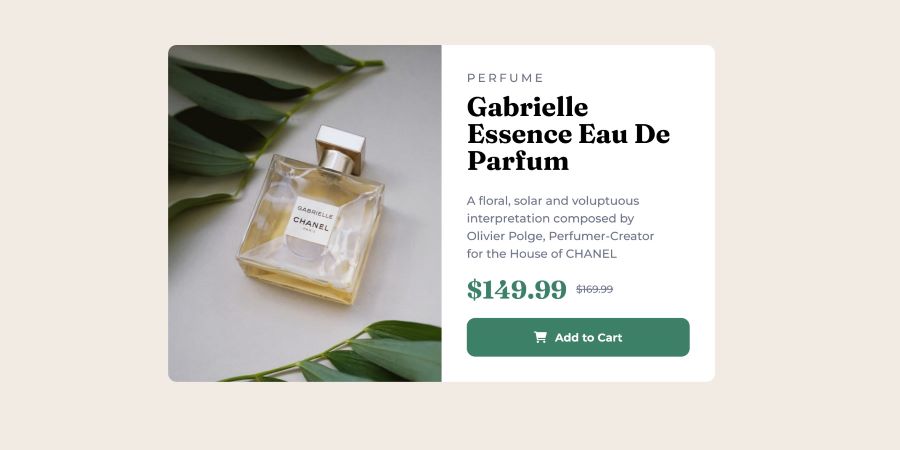 GABRIELLE
CHANEL
PARIS
PERFUME
Gabrielle
Essence Eau De
Parfum
A floral, solar and voluptuous
interpretation composed by
Olivier Polge, Perfumer-Creator
for the House of CHANEL
$149.99 $169.99
Add to Cart